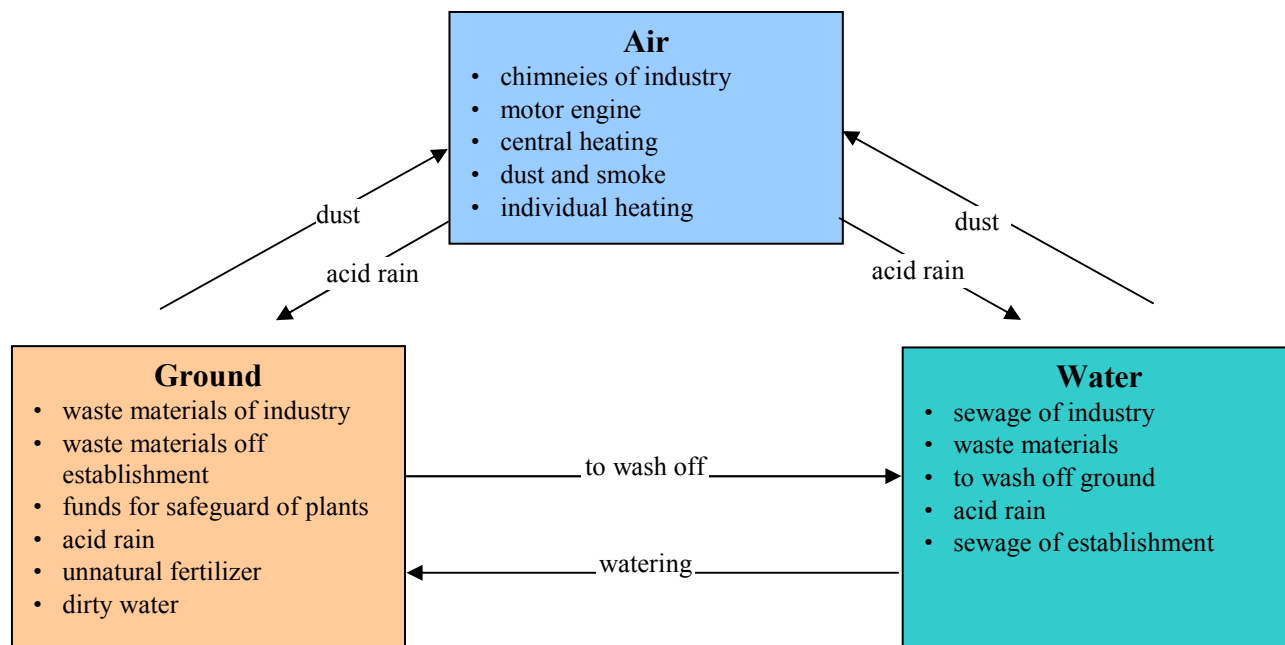 Air
• chimneies of industry
• motor engine
• central heating
• dust and smoke
• individual heating
dust
dust
acid rain
acid rain
Ground
• waste materials of industry
• waste materials off
establishment
• funds for safeguard of plants
• acid rain
• unnatural fertilizer
• dirty water
to wash off
watering
Water
• sewage of industry
• waste materials
• to wash off ground
• acid rain
• sewage of establishment